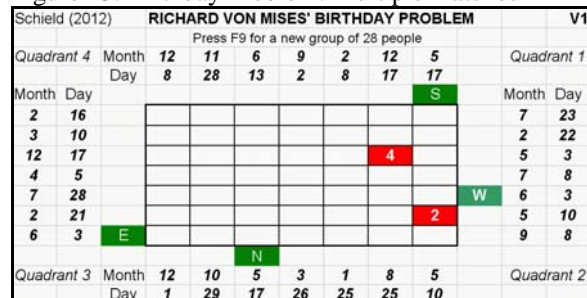 Schield (2012) RICHARD VON MISES' BIRTHDAY PROBLEM V1
Press F9 for a new group of 28 people
Quadrant 4 Month 12 11 6 9 2 12 5 Quadrant 1
Day 8 28 13 2 8 17 17
Month Day S Month Day
2 16 7 23
3 10 2 22
12 17 4 5 3
4 5 7 8
7 28 W 6 3
2 21 2 5 10
6 3 E 9 8
N
Quadrant 3 Month 12 10 5 3 1 8 5 Quadrant 2
Day 1 29 17 26 25 25 10